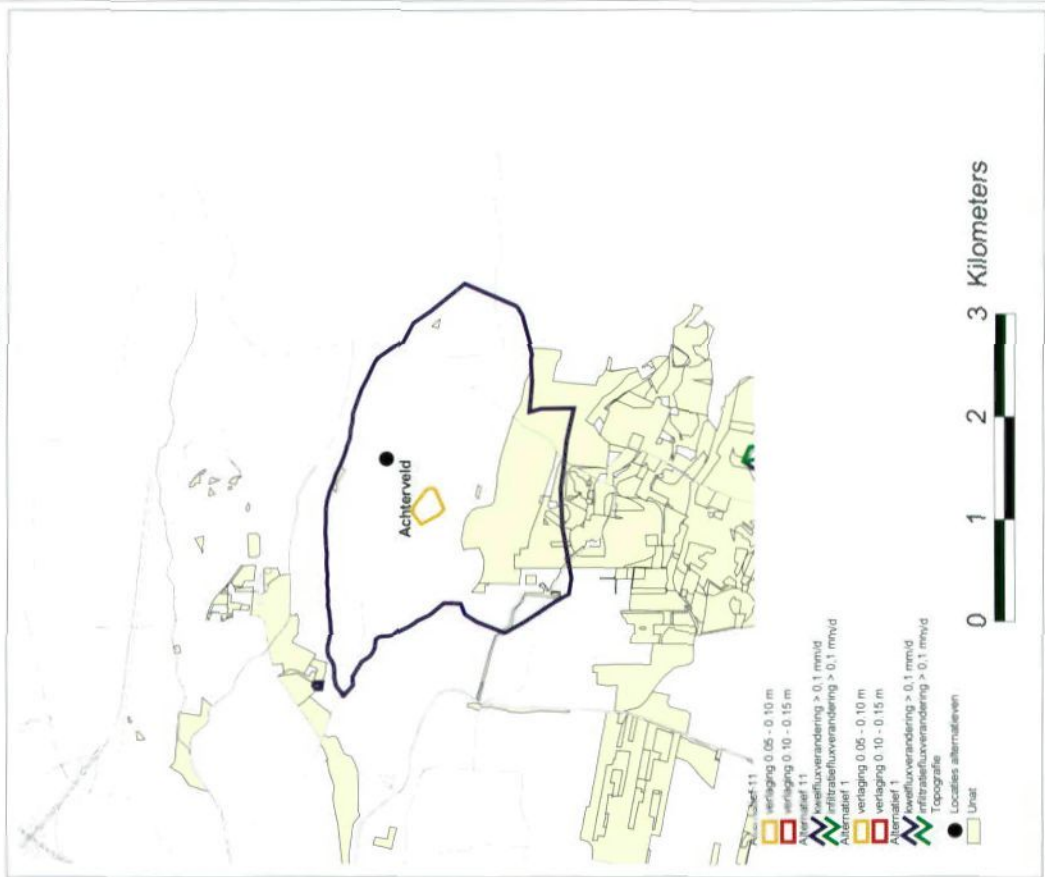 Achterveld
11
verlaging 0.05 - 0.10 m
verlaging 0.10 - 0.15 m
Alternatief 11
kwelfluxverandering > 0,1 mm/d
infiltratiefluxverandering > 0,1 mm/d
Alternatief 1
verlaging 0.05 - 0.10 m
verlaging 0.10 - 0.15 m
Alternatief 1
kwelfluxverandering > 0,1 mm/d
infiltratiefluxverandering > 0,1 mm/d
Topografie
Locaties alternatieven
Unat
0 1 2 3 Kilometers